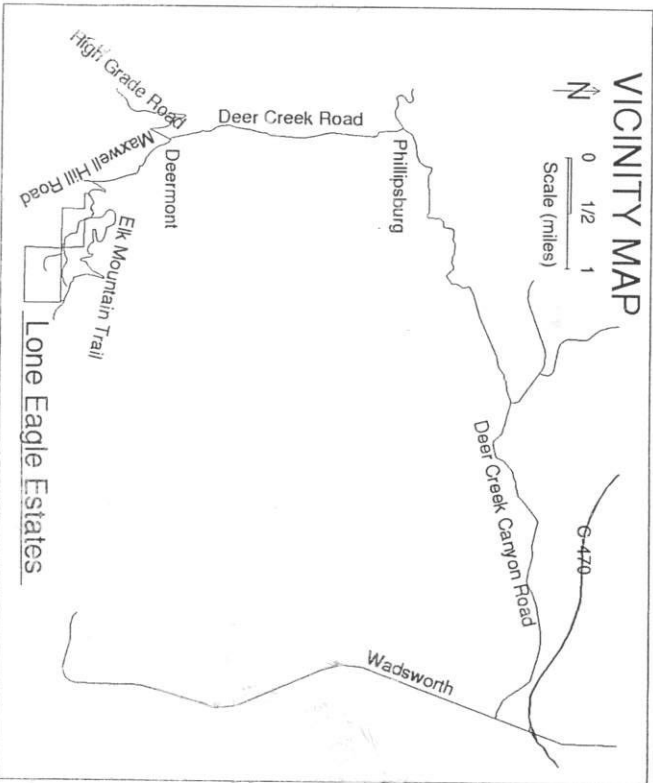 VICINITY MAP
N
0 1/2 1
Scale (miles)
C-470
Deer Creek Canyon Road
Phillipsburg
Wadsworth
Deer Creek Road
Deermont
High Grade Road
Maxwell Hill Road
Elk Mountain Trail
Lone Eagle Estates